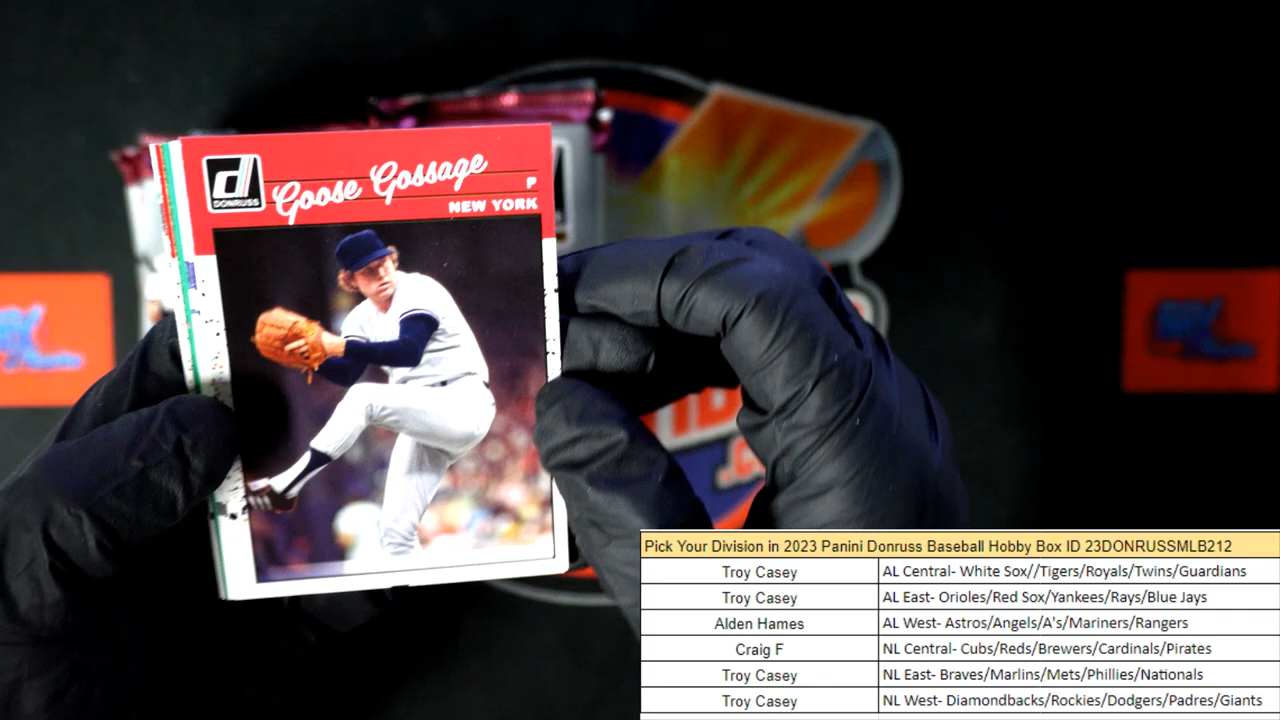 d
DONRUSS
Goose Gossage
P
NEW YORK
Pick Your Division in 2023 Panini Donruss Baseball Hobby Box ID 23DONRUSSMLB212
Troy Casey AL Central- White Sox//Tigers/Royals/Twins/Guardians
Troy Casey AL East- Orioles/Red Sox/Yankees/Rays/Blue Jays
Alden Hames AL West- Astros/Angels/A's/Mariners/Rangers
Craig F NL Central- Cubs/Reds/Brewers/Cardinals/Pirates
Troy Casey NL East- Braves/Marlins/Mets/Phillies/Nationals
Troy Casey NL West- Diamondbacks/Rockies/Dodgers/Padres/Giants